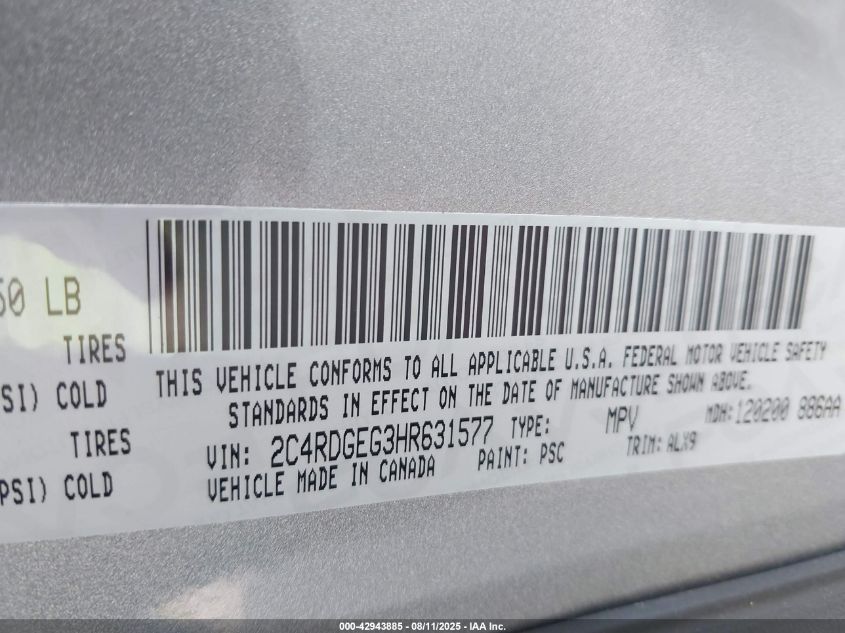 50 LB
TIRES
SI) COLD
TIRES
PSI) COLD
THIS VEHICLE CONFORMS TO ALL APPLICABLE U.S.A. FEDERAL MOTOR VEHICLE SAFETY
STANDARDS IN EFFECT ON THE DATE OF MANUFACTURE SHOWN ABOVE.
VIN: 2C4RDGEG3HR631577 TYPE: MPV MDH: 120200 886AA
VEHICLE MADE IN CANADA PAINT: PSC TRIM: ALX9
000-42943885 - 08/11/2025 - IAA Inc.